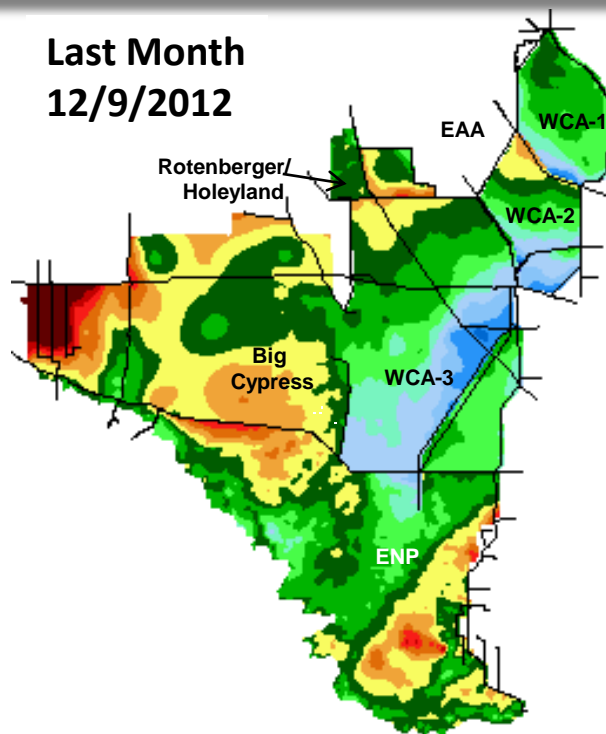 Last Month
12/9/2012
WCA-1
EAA
Rotenberger/
Holeyland
WCA-2
Big
Cypress
WCA-3
ENP